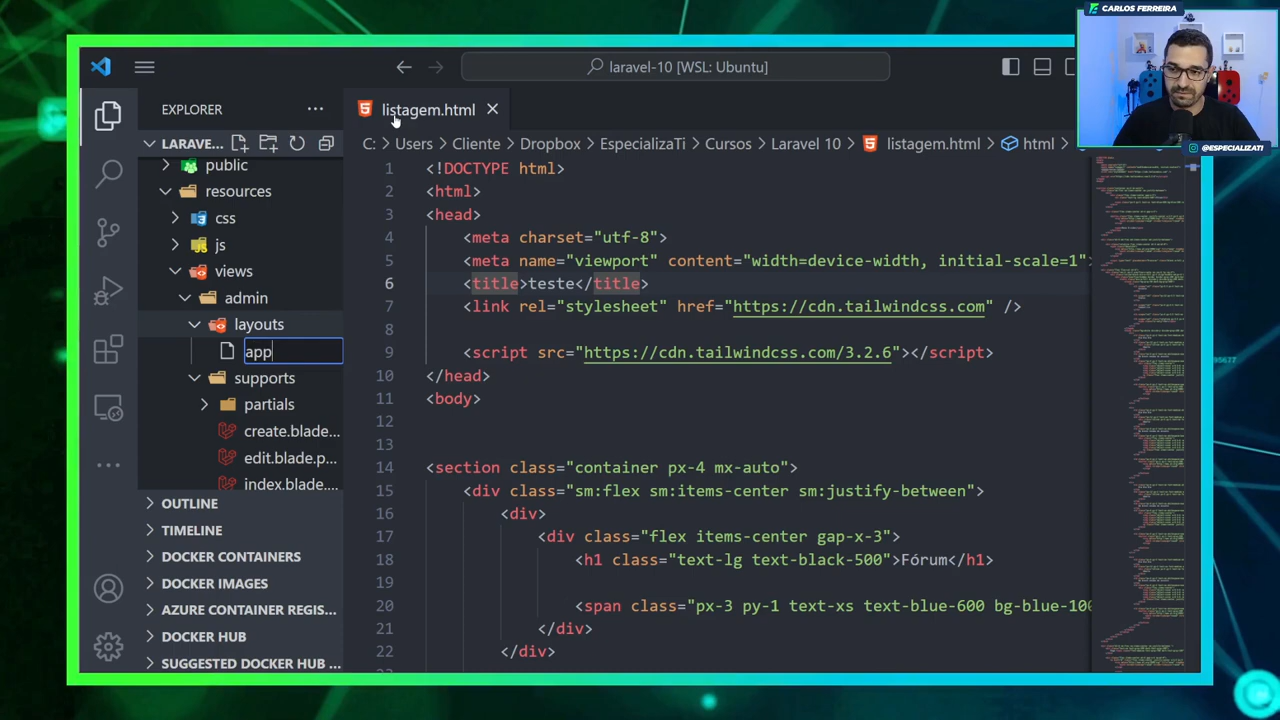 CARLOS FERREIRA
@ESPECIALIZATI
laravel-10 [WSL: Ubuntu]
EXPLORER
listagem.html
LARAVE...
C: > Users > Cliente > Dropbox > EspecializaTi > Cursos > Laravel 10 > listagem.html > html >
public
resources
css
js
views
admin
layouts
app
supports
partials
create.blade...
edit.blade.p...
index.blade....
OUTLINE
TIMELINE
DOCKER CONTAINERS
DOCKER IMAGES
AZURE CONTAINER REGIS...
DOCKER HUB
SUGGESTED DOCKER HUB ...
1 <!DOCTYPE html>
2 <html>
3 <head>
4 <meta charset="utf-8">
5 <meta name="viewport" content="width=device-width, initial-scale=1">
6 <title>teste</title>
7 <link rel="stylesheet" href="https://cdn.tailwindcss.com" />
8
9 <script src="https://cdn.tailwindcss.com/3.2.6"></script>
10 </head>
11 <body>
12
13
14 <section class="container px-4 mx-auto">
15 <div class="sm:flex sm:items-center sm:justify-between">
16 <div>
17 <div class="flex items-center gap-x-3">
18 <h1 class="text-lg text-black-500">Fórum</h1>
19
20 <span class="px-3 py-1 text-xs text-blue-600 bg-blue-100
21 </div>
22 </div>
95677